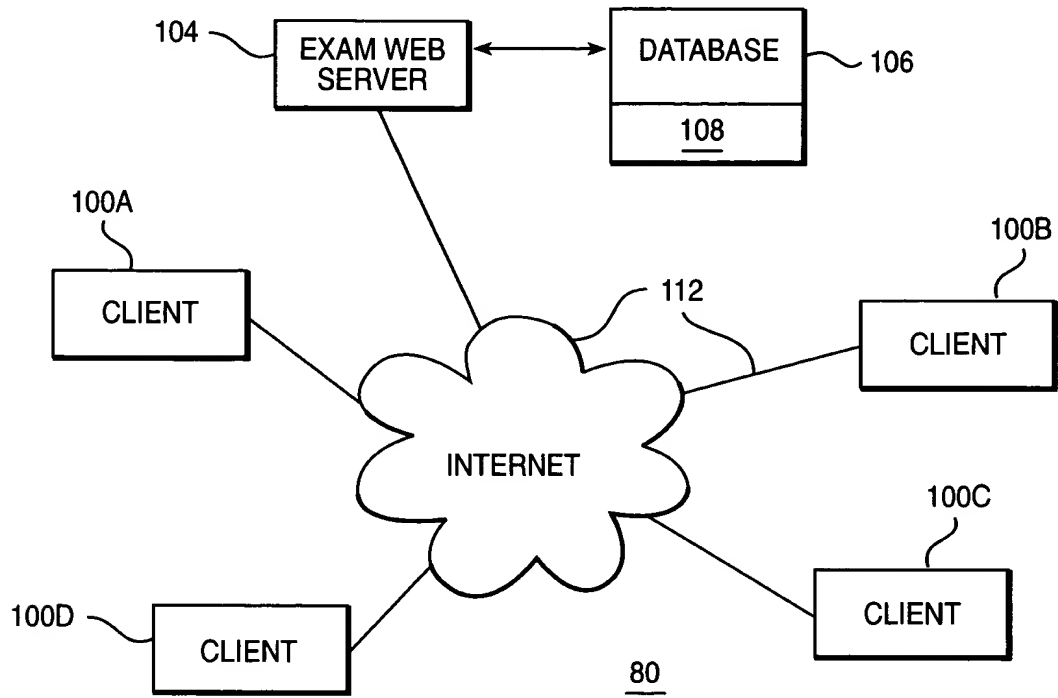 104
EXAM WEB
SERVER
DATABASE
106
108
100A
CLIENT
112
100B
CLIENT
INTERNET
100C
CLIENT
100D
CLIENT
80